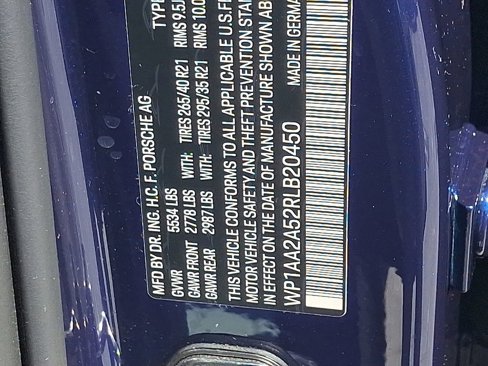 MFD BY DR. ING. H.C. F. PORSCHE AG TYPE
GVWR 5534 LBS
GAWR FRONT 2778 LBS WITH: TIRES 265/40 R21 RIMS 9.5J
GAWR REAR 2987 LBS WITH: TIRES 295/35 R21 RIMS 10.0
THIS VEHICLE CONFORMS TO ALL APPLICABLE U.S. F
MOTOR VEHICLE SAFETY AND THEFT PREVENTION STAN
IN EFFECT ON THE DATE OF MANUFACTURE SHOWN AB
WP1AA2A52RLB20450 MADE IN GERMANY